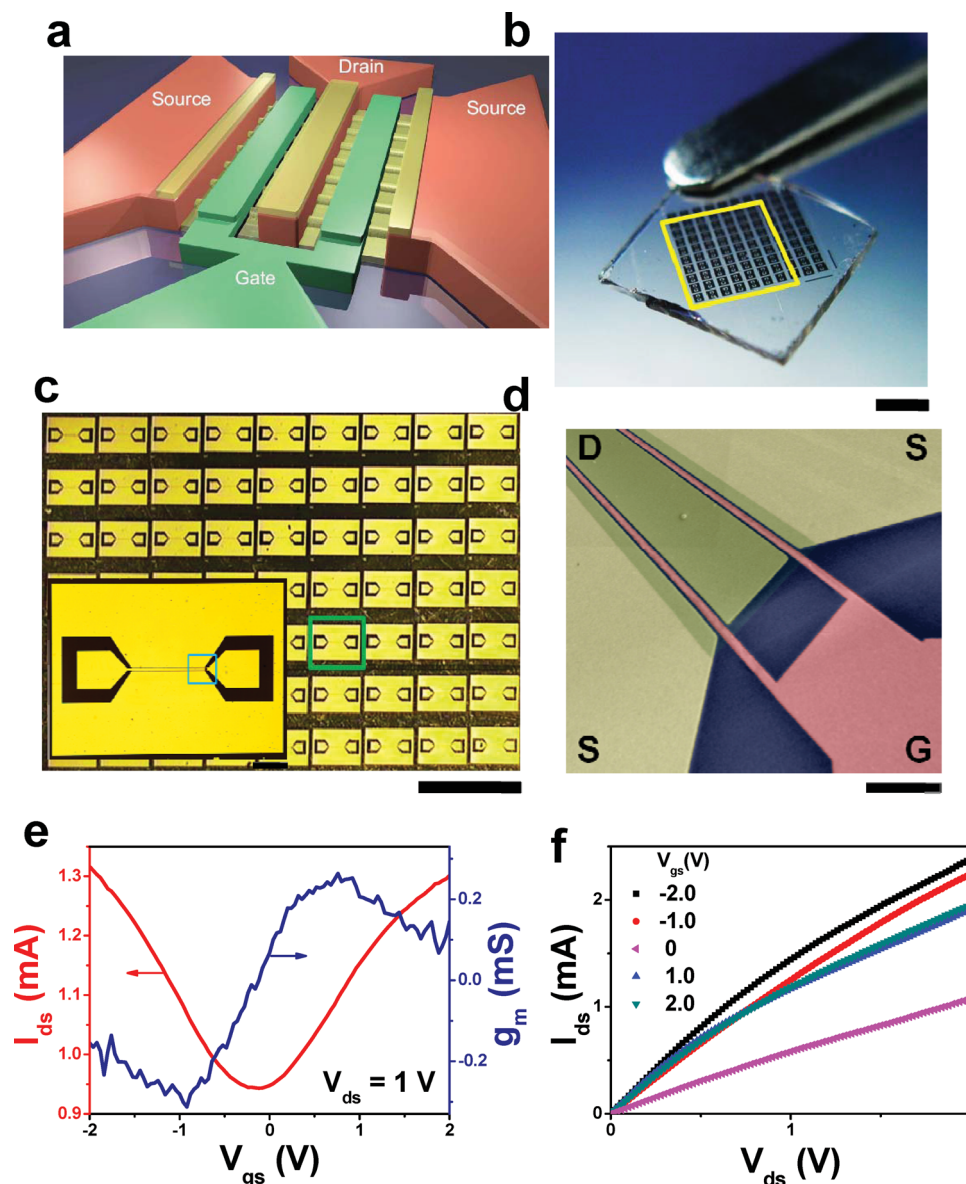 a
Source
Drain
Source
Gate
b
c
d
D
S
S
G
e
I_ds (mA)
1.3
1.2
1.1
1.0
0.9
-2
-1
0
1
2
V_gs (V)
V_ds = 1 V
0.2
0.0
-0.2
g_m (mS)
f
I_ds (mA)
2
1
0
V_gs(V)
-2.0
-1.0
0
1.0
2.0
0
1
V_ds (V)